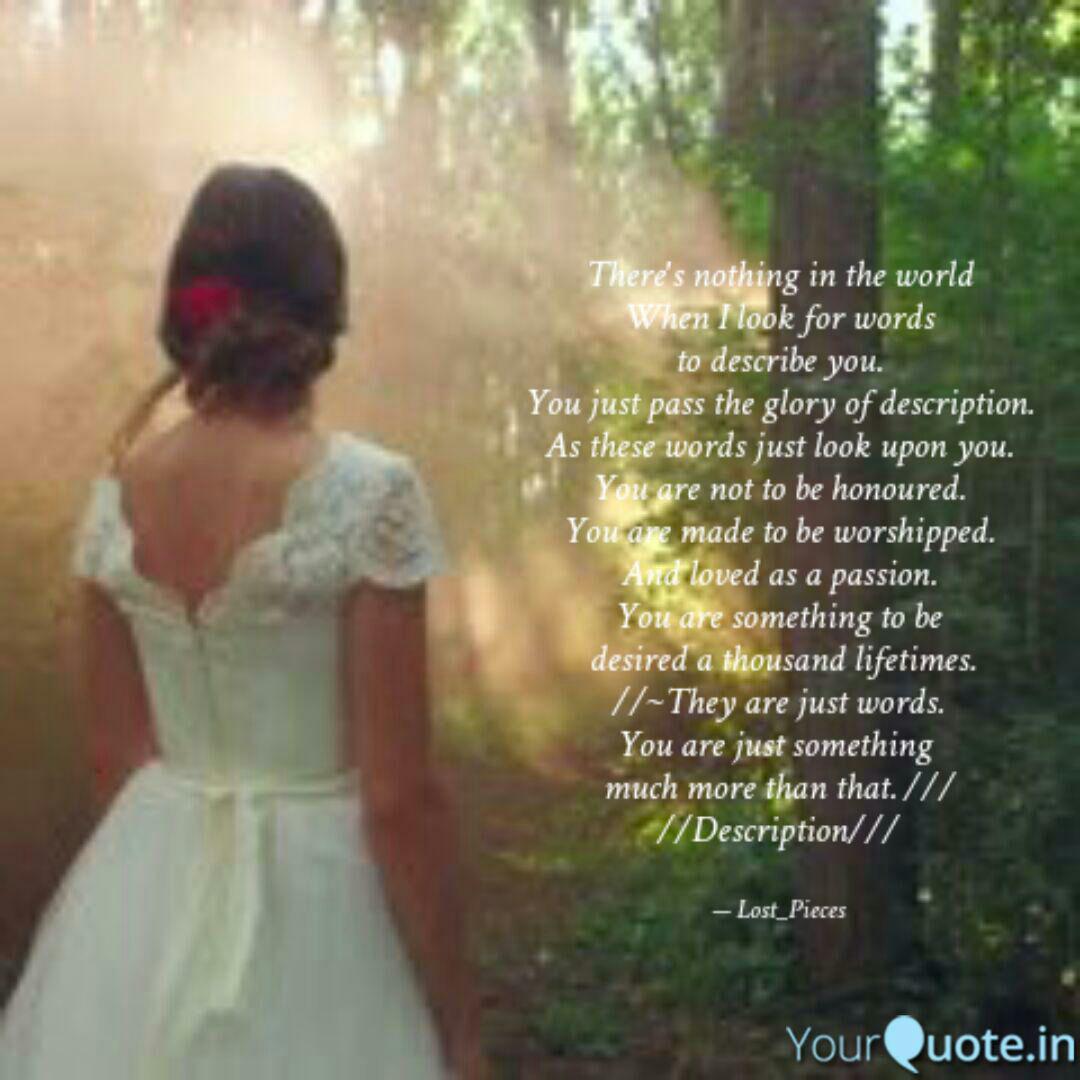 There's nothing in the world
When I look for words
to describe you.
You just pass the glory of description.
As these words just look upon you.
You are not to be honoured.
You are made to be worshipped.
And loved as a passion.
You are something to be
desired a thousand lifetimes.
//~They are just words.
You are just something
much more than that.///
//Description///
— Lost_Pieces
YourQuote.in